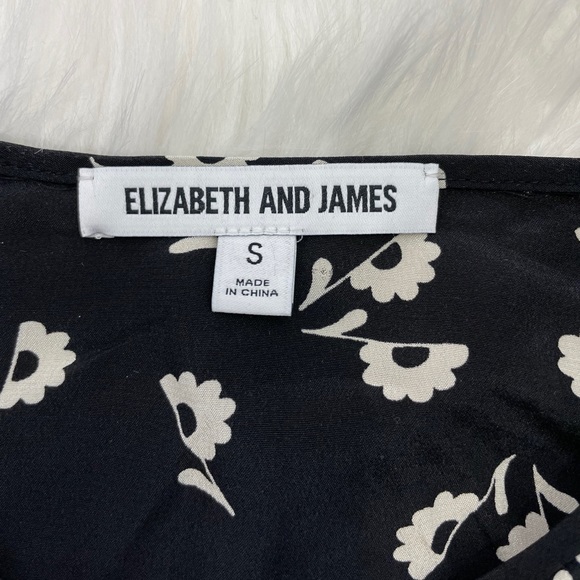 ELIZABETH AND JAMES
S
MADE
IN CHINA